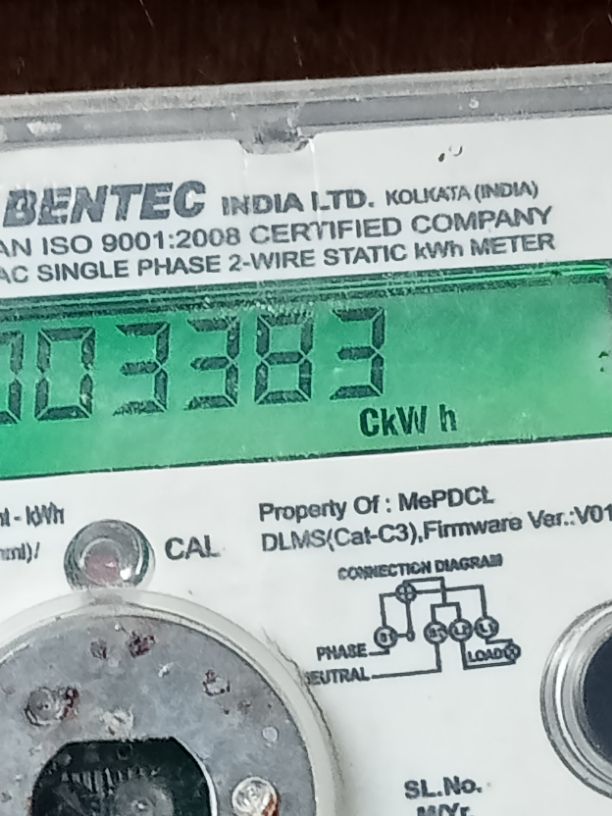 BENTEC INDIA LTD. KOLKATA (INDIA)
AN ISO 9001:2008 CERTIFIED COMPANY
AC SINGLE PHASE 2-WIRE STATIC kWh METER
003383
CkW h
Property Of : MePDCL
DLMS(Cat-C3),Firmware Ver.:V01
CAL
CONNECTION DIAGRAM
PHASE
NEUTRAL
LOAD
SL.No.
M/Yr.